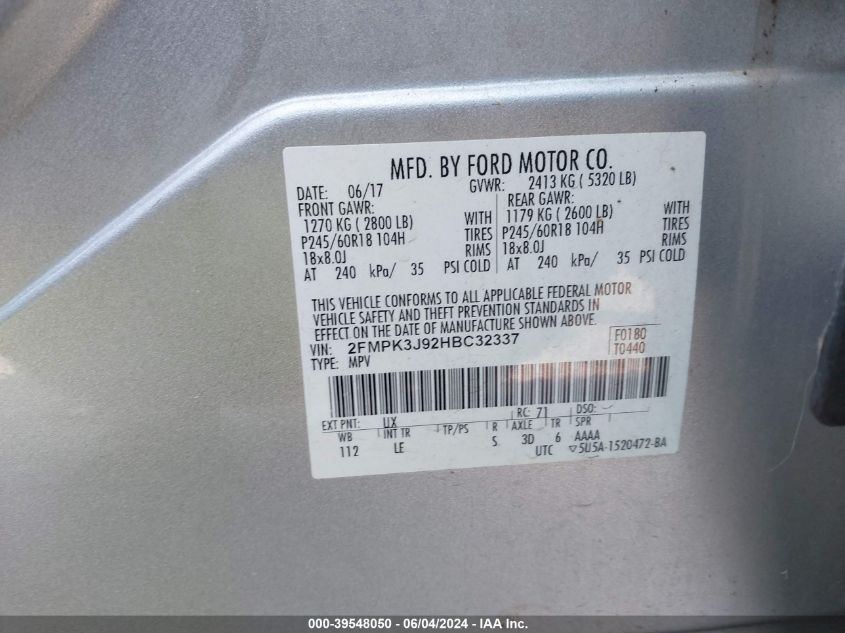 MFD. BY FORD MOTOR CO.
DATE: 06/17 GVWR: 2413 KG ( 5320 LB)
FRONT GAWR: REAR GAWR:
1270 KG ( 2800 LB) WITH 1179 KG ( 2600 LB) WITH
P245/60R18 104H TIRES P245/60R18 104H TIRES
18x8.0J RIMS 18x8.0J RIMS
AT 240 kPa/ 35 PSI COLD AT 240 kPa/ 35 PSI COLD
THIS VEHICLE CONFORMS TO ALL APPLICABLE FEDERAL MOTOR
VEHICLE SAFETY AND THEFT PREVENTION STANDARDS IN
EFFECT ON THE DATE OF MANUFACTURE SHOWN ABOVE.
VIN: 2FMPK3J92HBC32337 F0180
TYPE: MPV T0440
EXT PNT: UX RC: 71 DSO:
WB INT TR TP/PS R AXLE TR SPR
112 LE S 3D 6 AAAA
UTC ▽5U5A-1520472-BA
000-39548050 - 06/04/2024 - IAAI.com